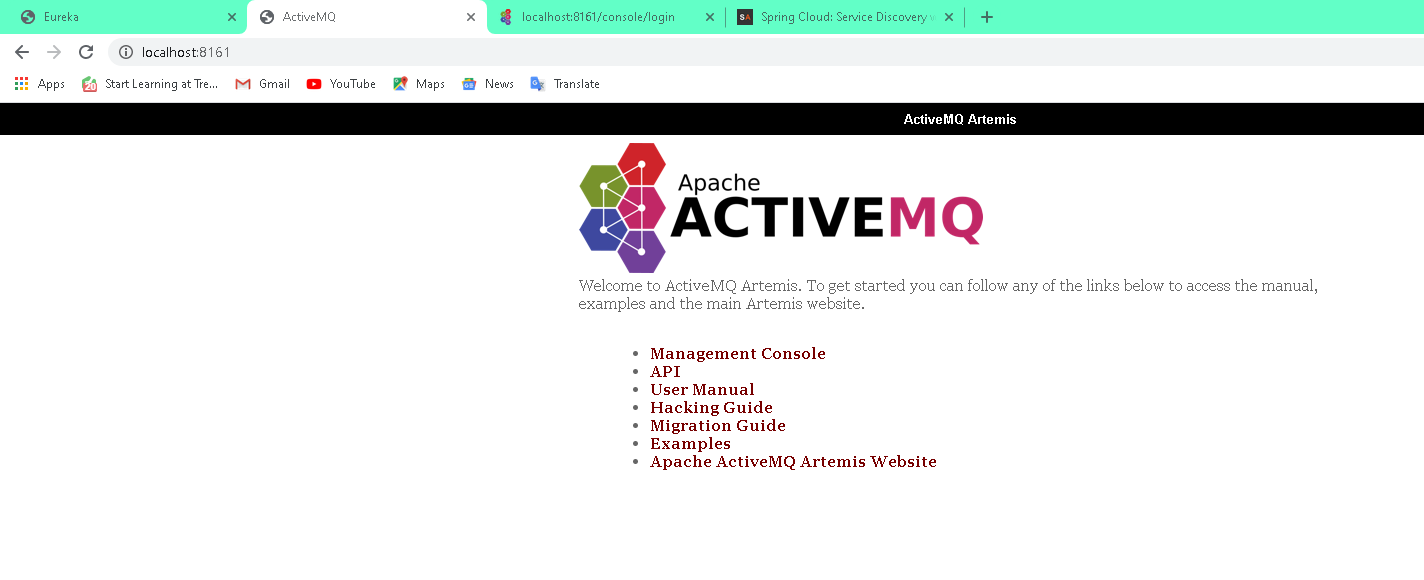 Eureka
ActiveMQ
localhost:8161/console/login
Spring Cloud: Service Discovery
localhost:8161
Apps
Start Learning at Tre...
Gmail
YouTube
Maps
News
Translate
ActiveMQ Artemis
Apache
ACTIVEMQ
Welcome to ActiveMQ Artemis. To get started you can follow any of the links below to access the manual,
examples and the main Artemis website.
Management Console
API
User Manual
Hacking Guide
Migration Guide
Examples
Apache ActiveMQ Artemis Website